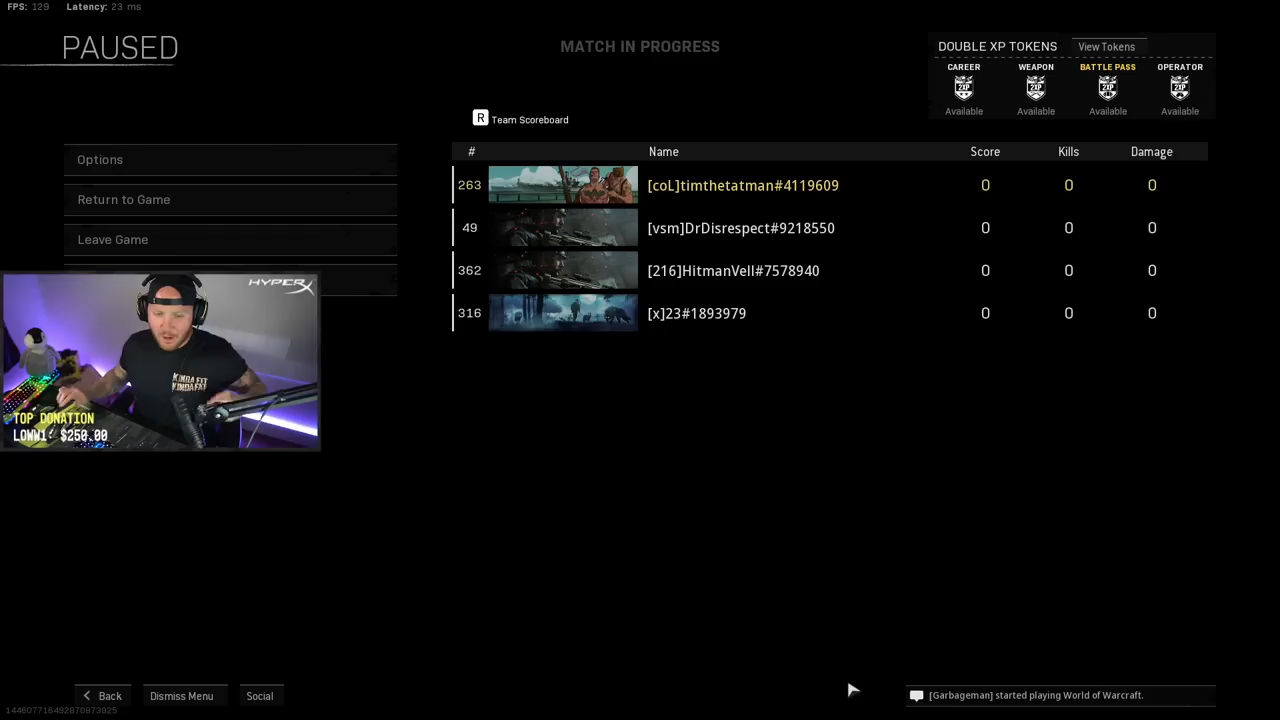 FPS: 129 Latency: 23 ms
PAUSED
MATCH IN PROGRESS
DOUBLE XP TOKENS View Tokens
CAREER WEAPON BATTLE PASS OPERATOR
2XP 2XP 2XP 2XP
Available Available Available Available
R Team Scoreboard
# Name Score Kills Damage
263 [coL]timthetatman#4119609 0 0 0
49 [vsm]DrDisrespect#9218550 0 0 0
362 [216]HitmanVell#7578940 0 0 0
316 [x]23#1893979 0 0 0
Options
Return to Game
Leave Game
HYPERX
KINDA FIT
KINDA FAT
TOP DONATION
LOWW1: $250.00
Back Dismiss Menu Social
[Garbageman] started playing World of Warcraft.